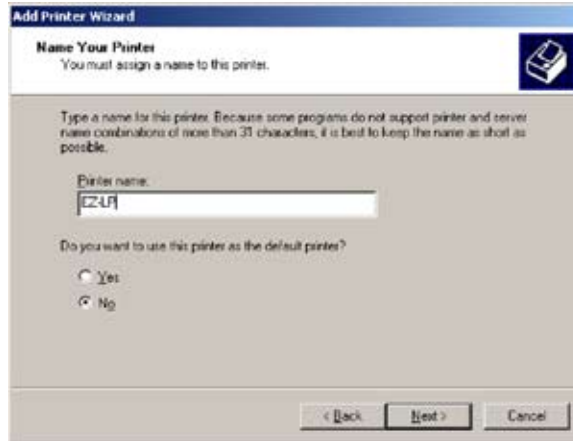 Add Printer Wizard
Name Your Printer
You must assign a name to this printer.
Type a name for this printer. Because some programs do not support printer and server
name combinations of more than 31 characters, it is best to keep the name as short as
possible.
Printer name:
EZ-LP
Do you want to use this printer as the default printer?
Yes
No
< Back
Next >
Cancel